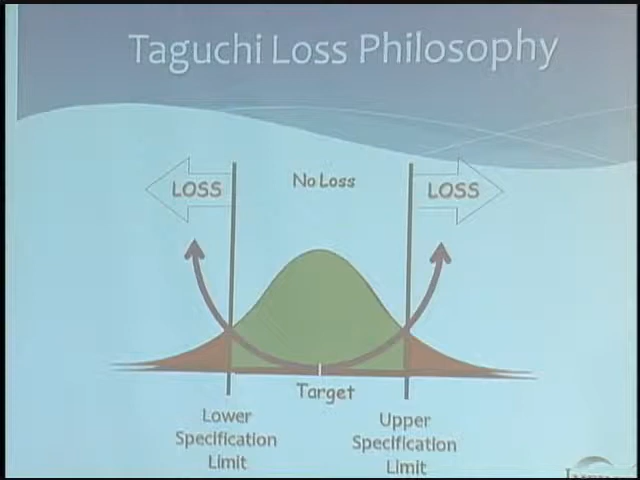 Taguchi Loss Philosophy
LOSS
No Loss
LOSS
Target
Lower
Specification
Limit
Upper
Specification
Limit